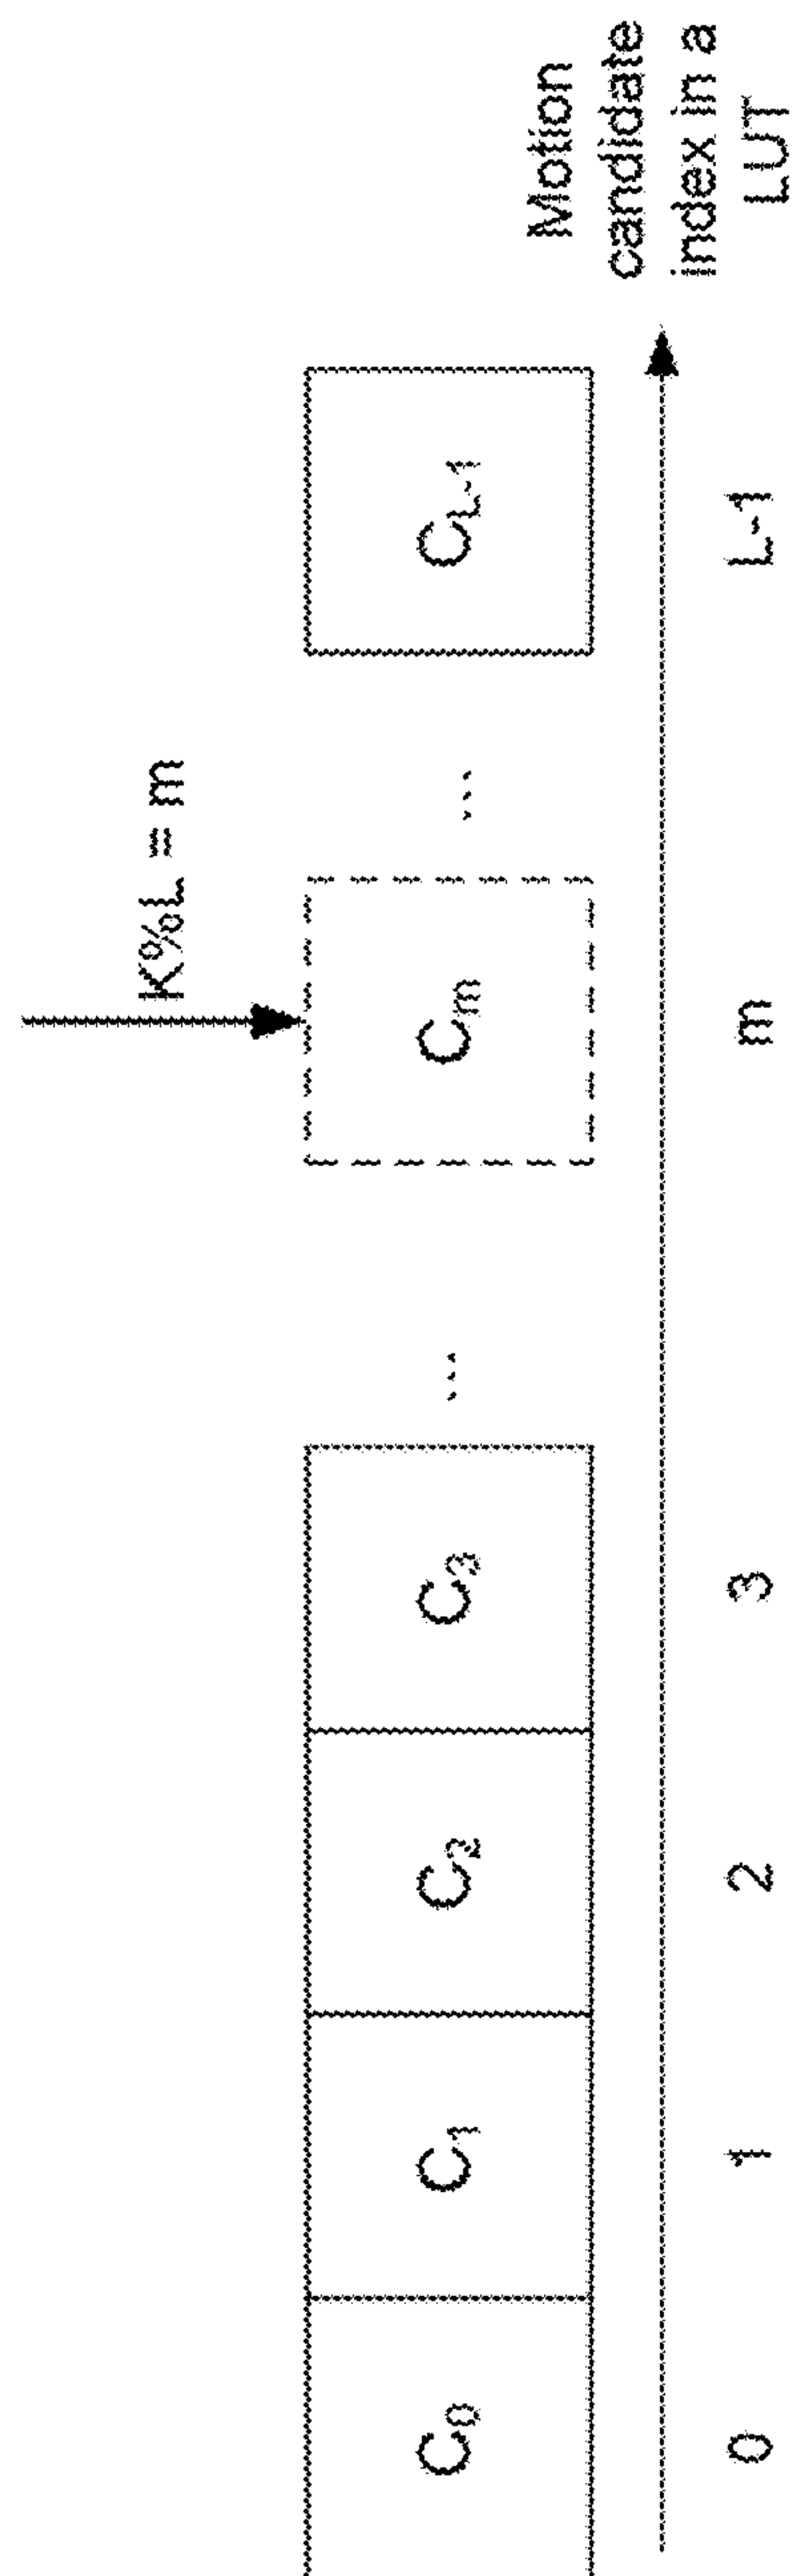 K%L = m
C0 C1 C2 C3 ... Cm ... CL-1
0 1 2 3 m L-1
Motion
candidate
index in a
LUT